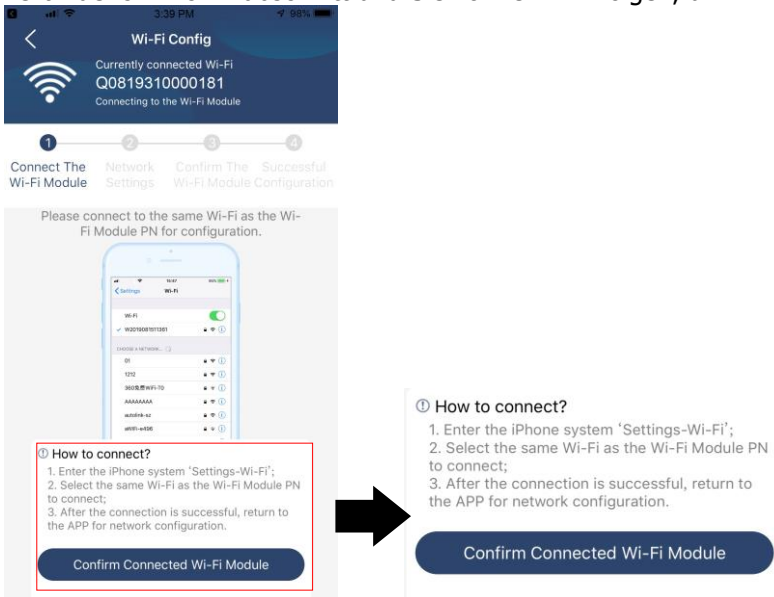 3:39 PM
98%
Wi-Fi Config
Currently connected Wi-Fi
Q0819310000181
Connecting to the Wi-Fi Module
1 2 3 4
Connect The Network Confirm The Successful
Wi-Fi Module Settings Wi-Fi Module Configuration
Please connect to the same Wi-Fi as the Wi-
Fi Module PN for configuration.
Settings Wi-Fi
Wi-Fi
CHOOSE A NETWORK...
01
1212
AAAAAAAA
autolink-sz
eWiFi-e496
How to connect?
1. Enter the iPhone system ‘Settings-Wi-Fi’;
2. Select the same Wi-Fi as the Wi-Fi Module PN
to connect;
3. After the connection is successful, return to
the APP for network configuration.
Confirm Connected Wi-Fi Module
How to connect?
1. Enter the iPhone system ‘Settings-Wi-Fi’;
2. Select the same Wi-Fi as the Wi-Fi Module PN
to connect;
3. After the connection is successful, return to
the APP for network configuration.
Confirm Connected Wi-Fi Module